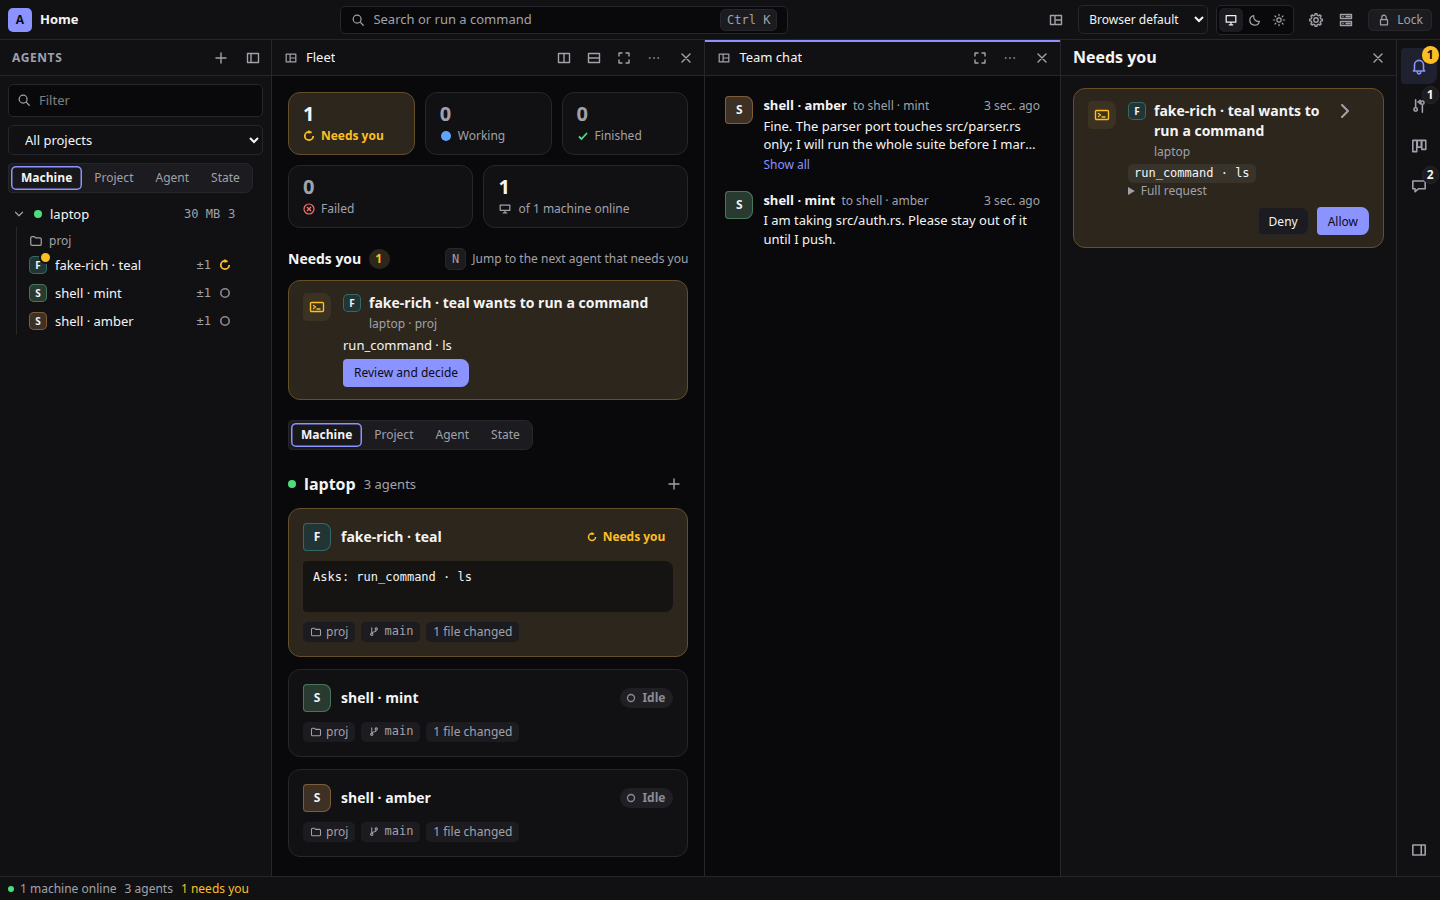 A Home
Search or run a command Ctrl K
Browser default
Lock
AGENTS
Filter
All projects
Machine Project Agent State
laptop 30 MB 3
proj
F fake-rich · teal ±1
S shell · mint ±1
S shell · amber ±1
Fleet
1
Needs you
0
Working
0
Finished
0
Failed
1
of 1 machine online
Needs you 1
N Jump to the next agent that needs you
F fake-rich · teal wants to run a command
laptop · proj
run_command · ls
Review and decide
Machine Project Agent State
laptop 3 agents
F fake-rich · teal Needs you
Asks: run_command · ls
proj main 1 file changed
S shell · mint Idle
proj main 1 file changed
S shell · amber Idle
proj main 1 file changed
Team chat
S shell · amber to shell · mint 3 sec. ago
Fine. The parser port touches src/parser.rs
only; I will run the whole suite before I mar…
Show all
S shell · mint to shell · amber 3 sec. ago
I am taking src/auth.rs. Please stay out of it
until I push.
Needs you
F fake-rich · teal wants to
run a command
laptop
run_command · ls
Full request
Deny Allow
1
1
2
1 machine online 3 agents 1 needs you